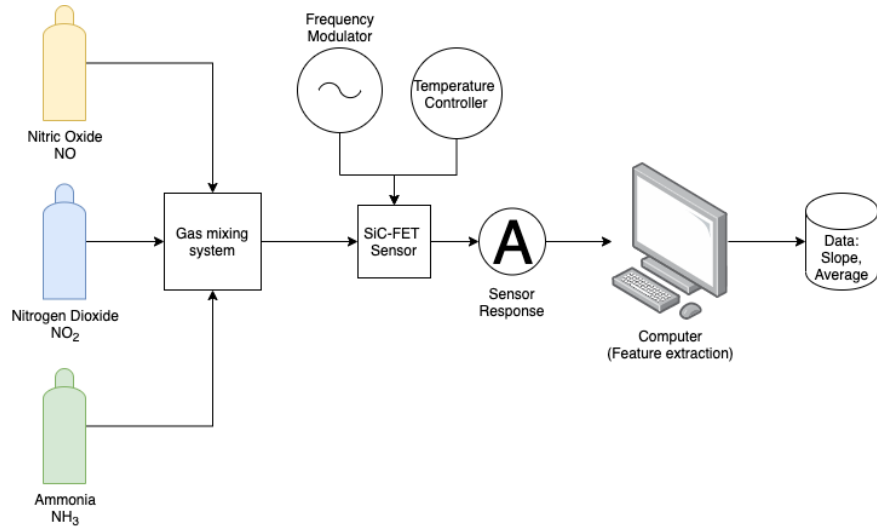 Frequency
Modulator
Temperature
Controller
Nitric Oxide
NO
Gas mixing
system
SiC-FET
Sensor
A
Data:
Slope,
Average
Sensor
Response
Nitrogen Dioxide
NO₂
Computer
(Feature extraction)
Ammonia
NH₃